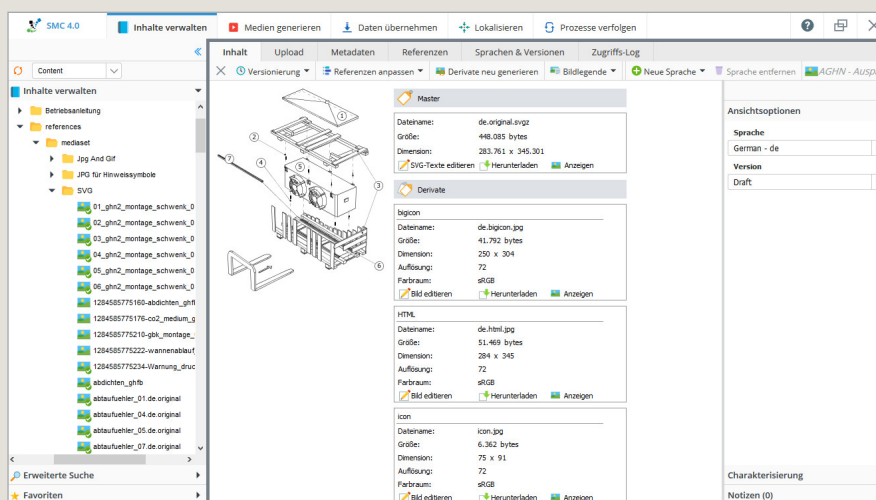 SMC 4.0 Inhalte verwalten Medien generieren Daten übernehmen Lokalisieren Prozesse verfolgen
Inhalt Upload Metadaten Referenzen Sprachen & Versionen Zugriffs-Log
Content
Versionierung Referenzen anpassen Derivate neu generieren Bildlegende Neue Sprache Sprache entfernen AGHN - Ausp
Inhalte verwalten
Betriebsanleitung
references
mediaset
Jpg And Gif
JPG für Hinweissymbole
SVG
01_ghn2_montage_schwenk_0
02_ghn2_montage_schwenk_0
03_ghn2_montage_schwenk_0
04_ghn2_montage_schwenk_0
05_ghn2_montage_schwenk_0
06_ghn2_montage_schwenk_0
1284585775160-abdichten_ghfl
1284585775176-co2_medium_g
1284585775210-gbk_montage_
1284585775222-wannenablauf_
1284585775234-Warnung_druc
abdichten_ghfb
abtaufuehler_01.de.original
abtaufuehler_04.de.original
abtaufuehler_05.de.original
abtaufuehler_07.de.original
Erweiterte Suche
Favoriten
1
2
7
4
5
3
6
Master
Dateiname: de.original.svgz
Größe: 448.085 bytes
Dimension: 283.761 x 345.301
SVG-Texte editieren Herunterladen Anzeigen
Derivate
bigicon
Dateiname: de.bigicon.jpg
Größe: 41.792 bytes
Dimension: 250 x 304
Auflösung: 72
Farbraum: sRGB
Bild editieren Herunterladen Anzeigen
HTML
Dateiname: de.html.jpg
Größe: 51.469 bytes
Dimension: 284 x 345
Auflösung: 72
Farbraum: sRGB
Bild editieren Herunterladen Anzeigen
icon
Dateiname: icon.jpg
Größe: 6.362 bytes
Dimension: 75 x 91
Auflösung: 72
Farbraum: sRGB
Bild editieren Herunterladen Anzeigen
Ansichtsoptionen
Sprache
German - de
Version
Draft
Charakterisierung
Notizen (0)